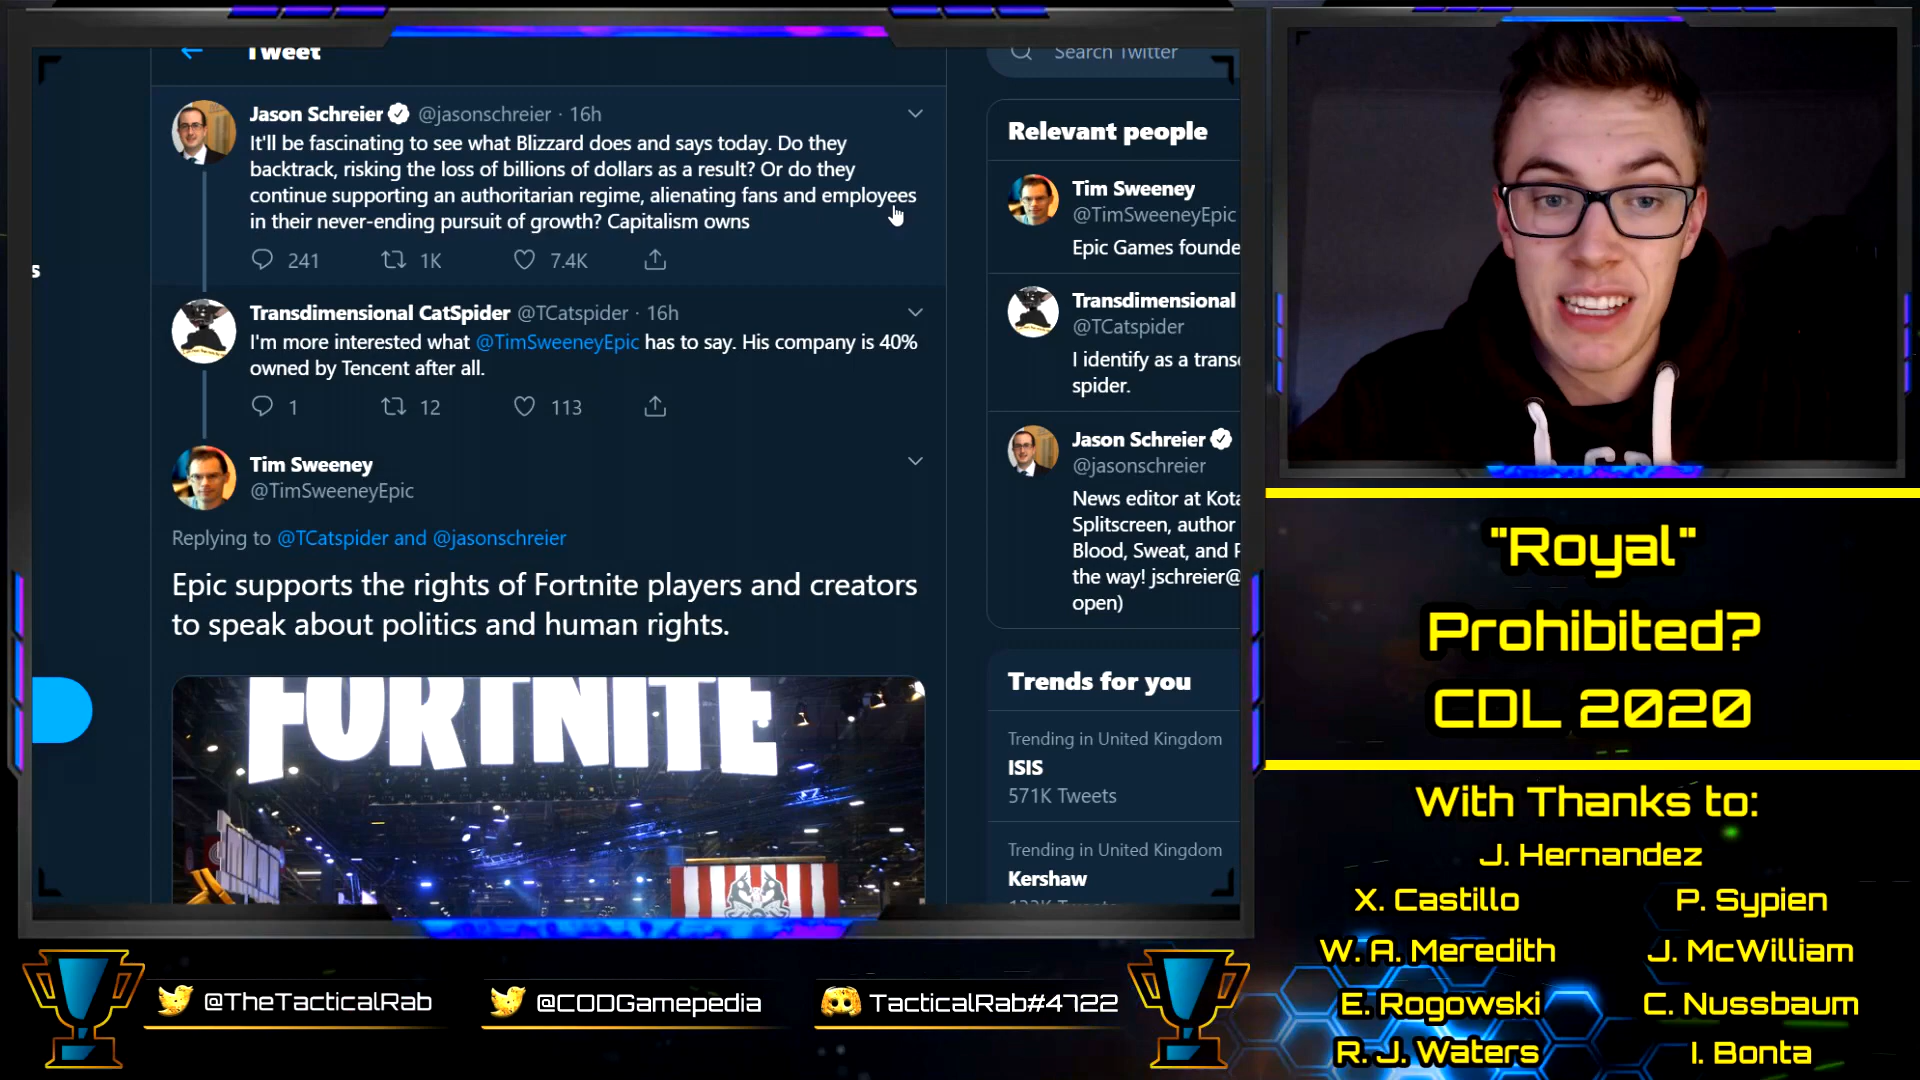 Tweet
Search Twitter
Jason Schreier @jasonschreier · 16h
It'll be fascinating to see what Blizzard does and says today. Do they
backtrack, risking the loss of billions of dollars as a result? Or do they
continue supporting an authoritarian regime, alienating fans and employees
in their never-ending pursuit of growth? Capitalism owns
241 1K 7.4K
s
Transdimensional CatSpider @TCatspider · 16h
I'm more interested what @TimSweeneyEpic has to say. His company is 40%
owned by Tencent after all.
1 12 113
Tim Sweeney
@TimSweeneyEpic
Replying to @TCatspider and @jasonschreier
Epic supports the rights of Fortnite players and creators
to speak about politics and human rights.
FORTNITE
Relevant people
Tim Sweeney
@TimSweeneyEpic
Epic Games founde
Transdimensional
@TCatspider
I identify as a trans
spider.
Jason Schreier
@jasonschreier
News editor at Kota
Splitscreen, author
Blood, Sweat, and P
the way! jschreier@
open)
Trends for you
Trending in United Kingdom
ISIS
571K Tweets
Trending in United Kingdom
Kershaw
"Royal"
Prohibited?
CDL 2020
With Thanks to:
J. Hernandez
X. Castillo P. Sypien
W. A. Meredith J. McWilliam
E. Rogowski C. Nussbaum
R. J. Waters I. Bonta
@TheTacticalRab @CODGamepedia TacticalRab#4722